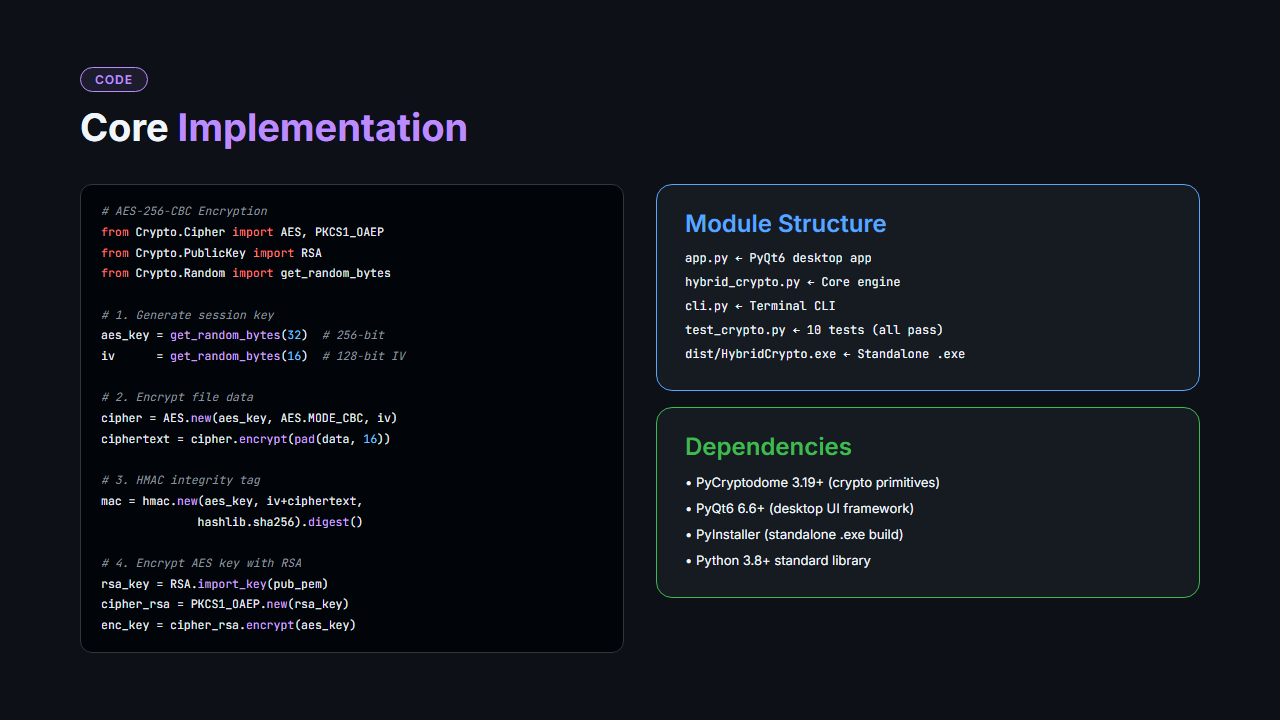 CODE
Core Implementation
# AES-256-CBC Encryption
from Crypto.Cipher import AES, PKCS1_OAEP
from Crypto.PublicKey import RSA
from Crypto.Random import get_random_bytes
# 1. Generate session key
aes_key = get_random_bytes(32)  # 256-bit
iv      = get_random_bytes(16)  # 128-bit IV
# 2. Encrypt file data
cipher = AES.new(aes_key, AES.MODE_CBC, iv)
ciphertext = cipher.encrypt(pad(data, 16))
# 3. HMAC integrity tag
mac = hmac.new(aes_key, iv+ciphertext,
              hashlib.sha256).digest()
# 4. Encrypt AES key with RSA
rsa_key = RSA.import_key(pub_pem)
cipher_rsa = PKCS1_OAEP.new(rsa_key)
enc_key = cipher_rsa.encrypt(aes_key)
Module Structure
app.py ← PyQt6 desktop app
hybrid_crypto.py ← Core engine
cli.py ← Terminal CLI
test_crypto.py ← 10 tests (all pass)
dist/HybridCrypto.exe ← Standalone .exe
Dependencies
• PyCryptodome 3.19+ (crypto primitives)
• PyQt6 6.6+ (desktop UI framework)
• PyInstaller (standalone .exe build)
• Python 3.8+ standard library